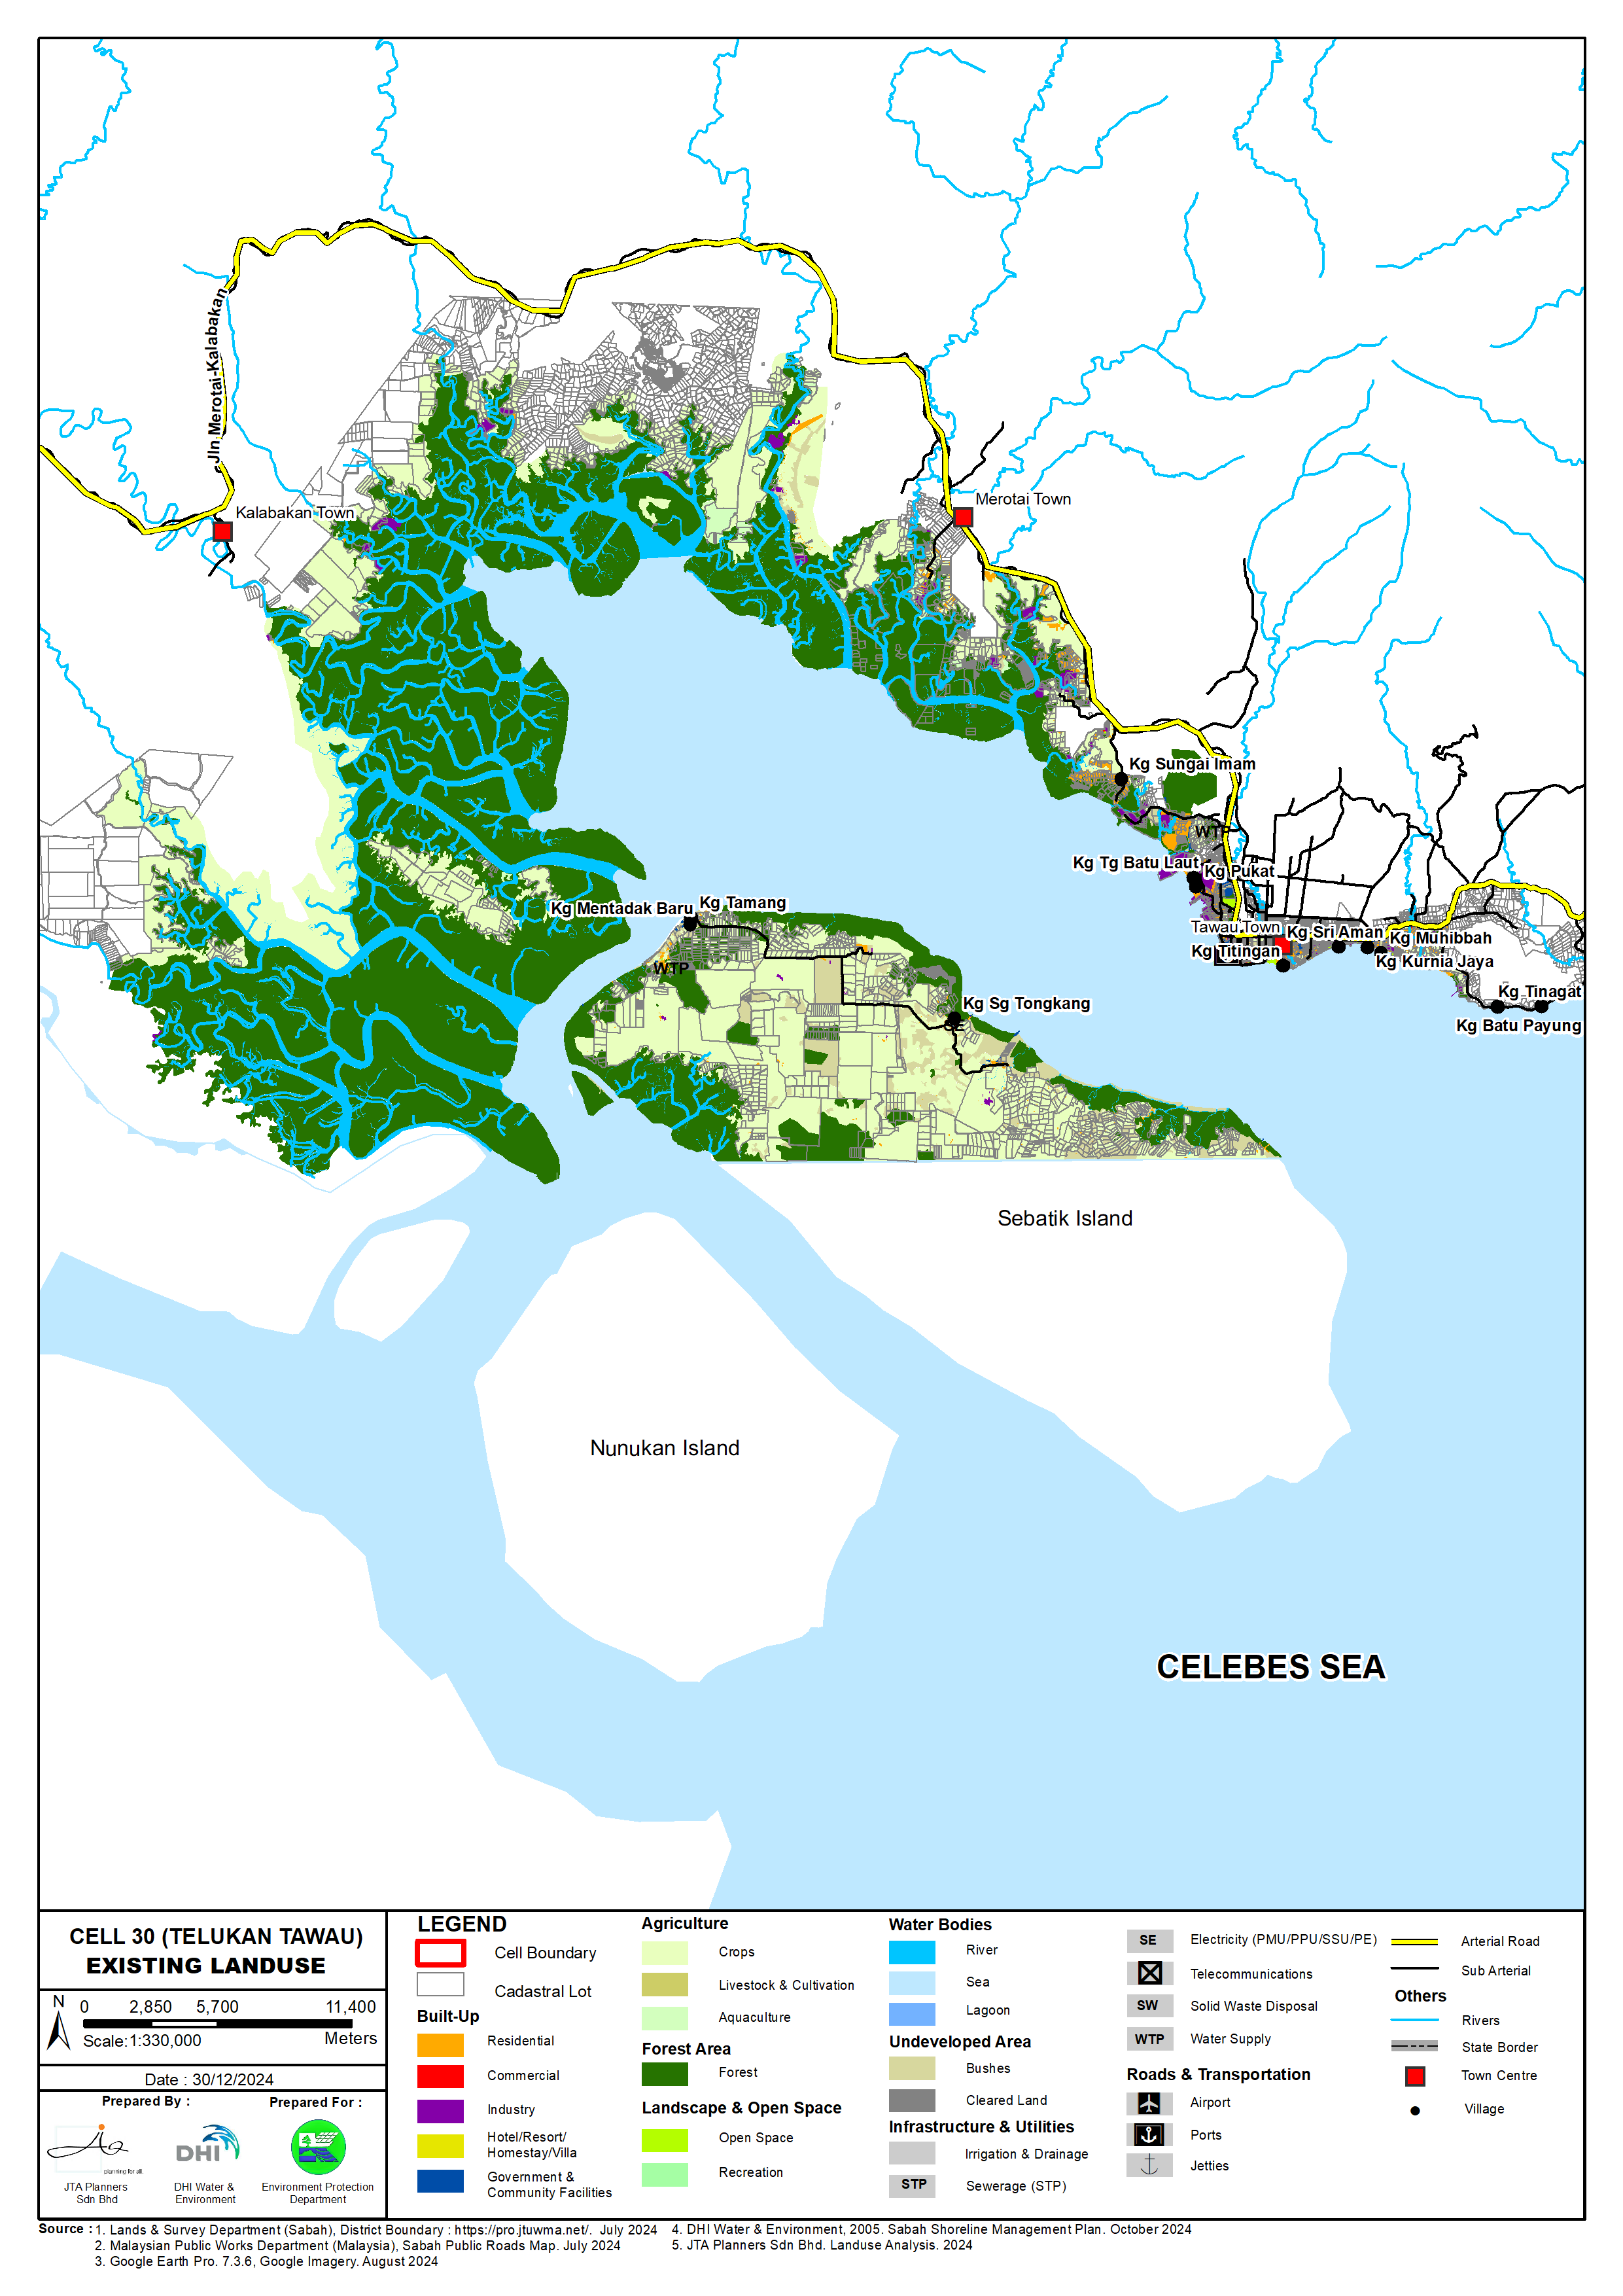 Jln Merotai-Kalabakan
Kalabakan Town
Merotai Town
Kg Sungai Imam
WTP
Kg Tg Batu Laut
Kg Pukat
Kg Mentadak Baru
Kg Tamang
Tawau Town
Kg Sri Aman
Kg Muhibbah
Kg Titingan
Kg Kurnia Jaya
WTP
Kg Sg Tongkang
SE
Kg Tinagat
Kg Batu Payung
Sebatik Island
Nunukan Island
CELEBES SEA
CELL 30 (TELUKAN TAWAU)
EXISTING LANDUSE
N
0 2,850 5,700 11,400
Scale:1:330,000 Meters
Date : 30/12/2024
Prepared By : Prepared For :
planning for all.
DHI
JTA Planners
Sdn Bhd
DHI Water &
Environment
Environment Protection
Department
LEGEND
Cell Boundary
Cadastral Lot
Built-Up
Residential
Commercial
Industry
Hotel/Resort/
Homestay/Villa
Government &
Community Facilities
Agriculture
Crops
Livestock & Cultivation
Aquaculture
Forest Area
Forest
Landscape & Open Space
Open Space
Recreation
Water Bodies
River
Sea
Lagoon
Undeveloped Area
Bushes
Cleared Land
Infrastructure & Utilities
Irrigation & Drainage
STP Sewerage (STP)
SE Electricity (PMU/PPU/SSU/PE)
Telecommunications
SW Solid Waste Disposal
WTP Water Supply
Roads & Transportation
Airport
Ports
Jetties
Arterial Road
Sub Arterial
Others
Rivers
State Border
Town Centre
Village
Source : 1. Lands & Survey Department (Sabah), District Boundary : https://pro.jtuwma.net/. July 2024
2. Malaysian Public Works Department (Malaysia), Sabah Public Roads Map. July 2024
3. Google Earth Pro. 7.3.6, Google Imagery. August 2024
4. DHI Water & Environment, 2005. Sabah Shoreline Management Plan. October 2024
5. JTA Planners Sdn Bhd. Landuse Analysis. 2024